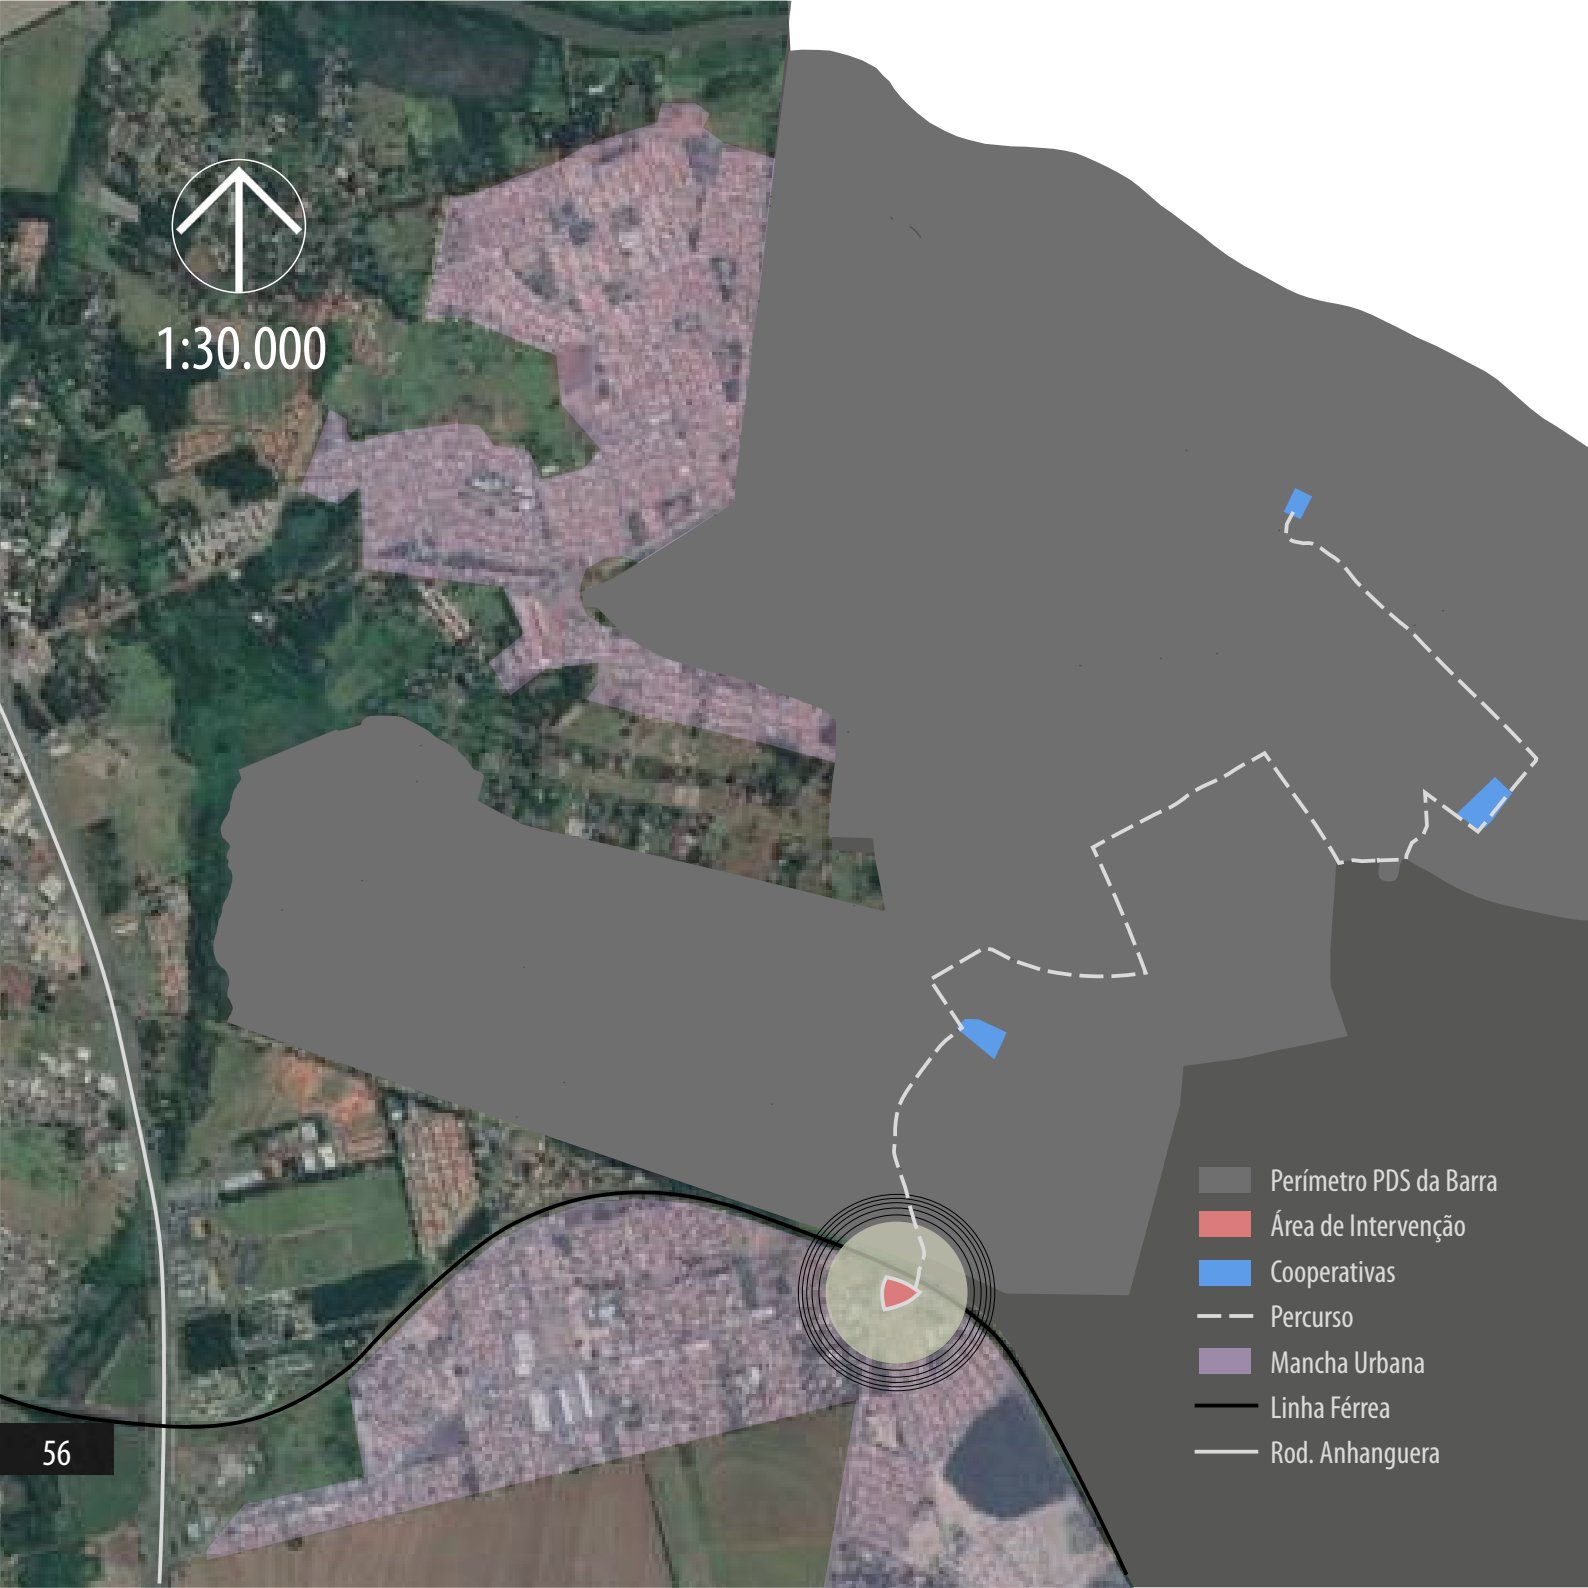 1:30.000
Perímetro PDS da Barra
Área de Intervenção
Cooperativas
Percurso
Mancha Urbana
Linha Férrea
Rod. Anhanguera
56